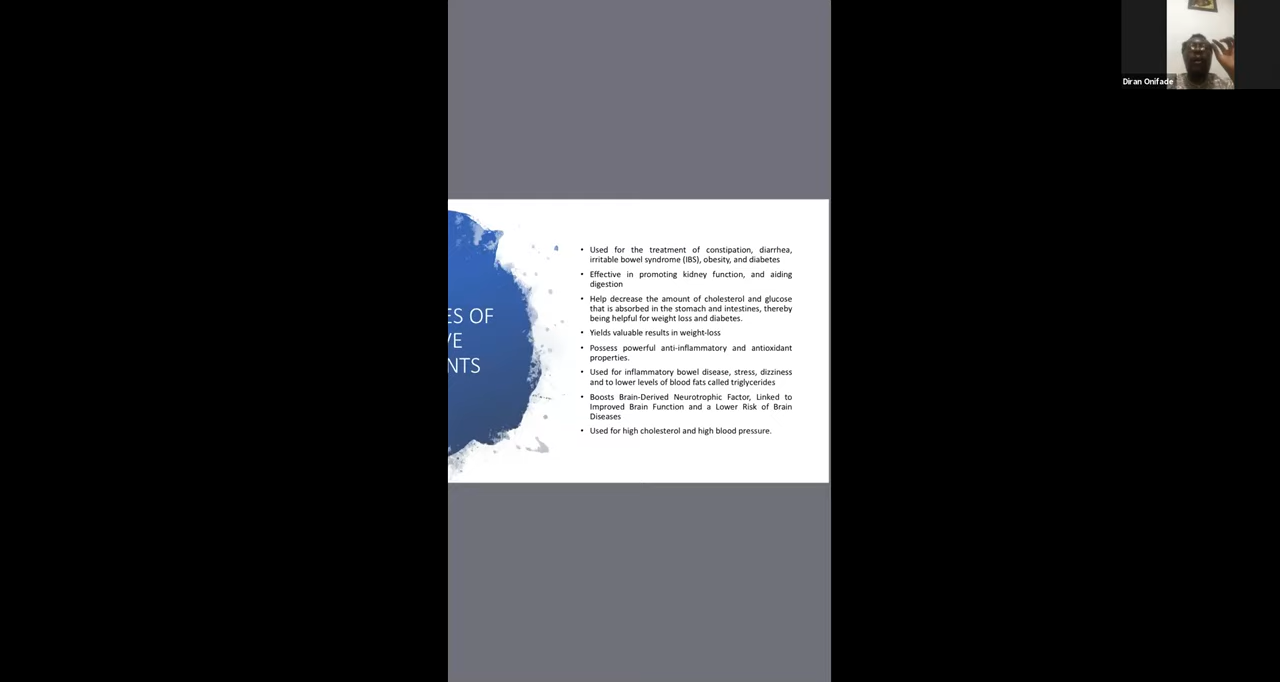 Diran Onifade
ES OF
VE
NTS
• Used for the treatment of constipation, diarrhea,
irritable bowel syndrome (IBS), obesity, and diabetes
• Effective in promoting kidney function, and aiding
digestion
• Help decrease the amount of cholesterol and glucose
that is absorbed in the stomach and intestines, thereby
being helpful for weight loss and diabetes.
• Yields valuable results in weight-loss
• Possess powerful anti-inflammatory and antioxidant
properties.
• Used for inflammatory bowel disease, stress, dizziness
and to lower levels of blood fats called triglycerides
• Boosts Brain-Derived Neurotrophic Factor, Linked to
Improved Brain Function and a Lower Risk of Brain
Diseases
• Used for high cholesterol and high blood pressure.